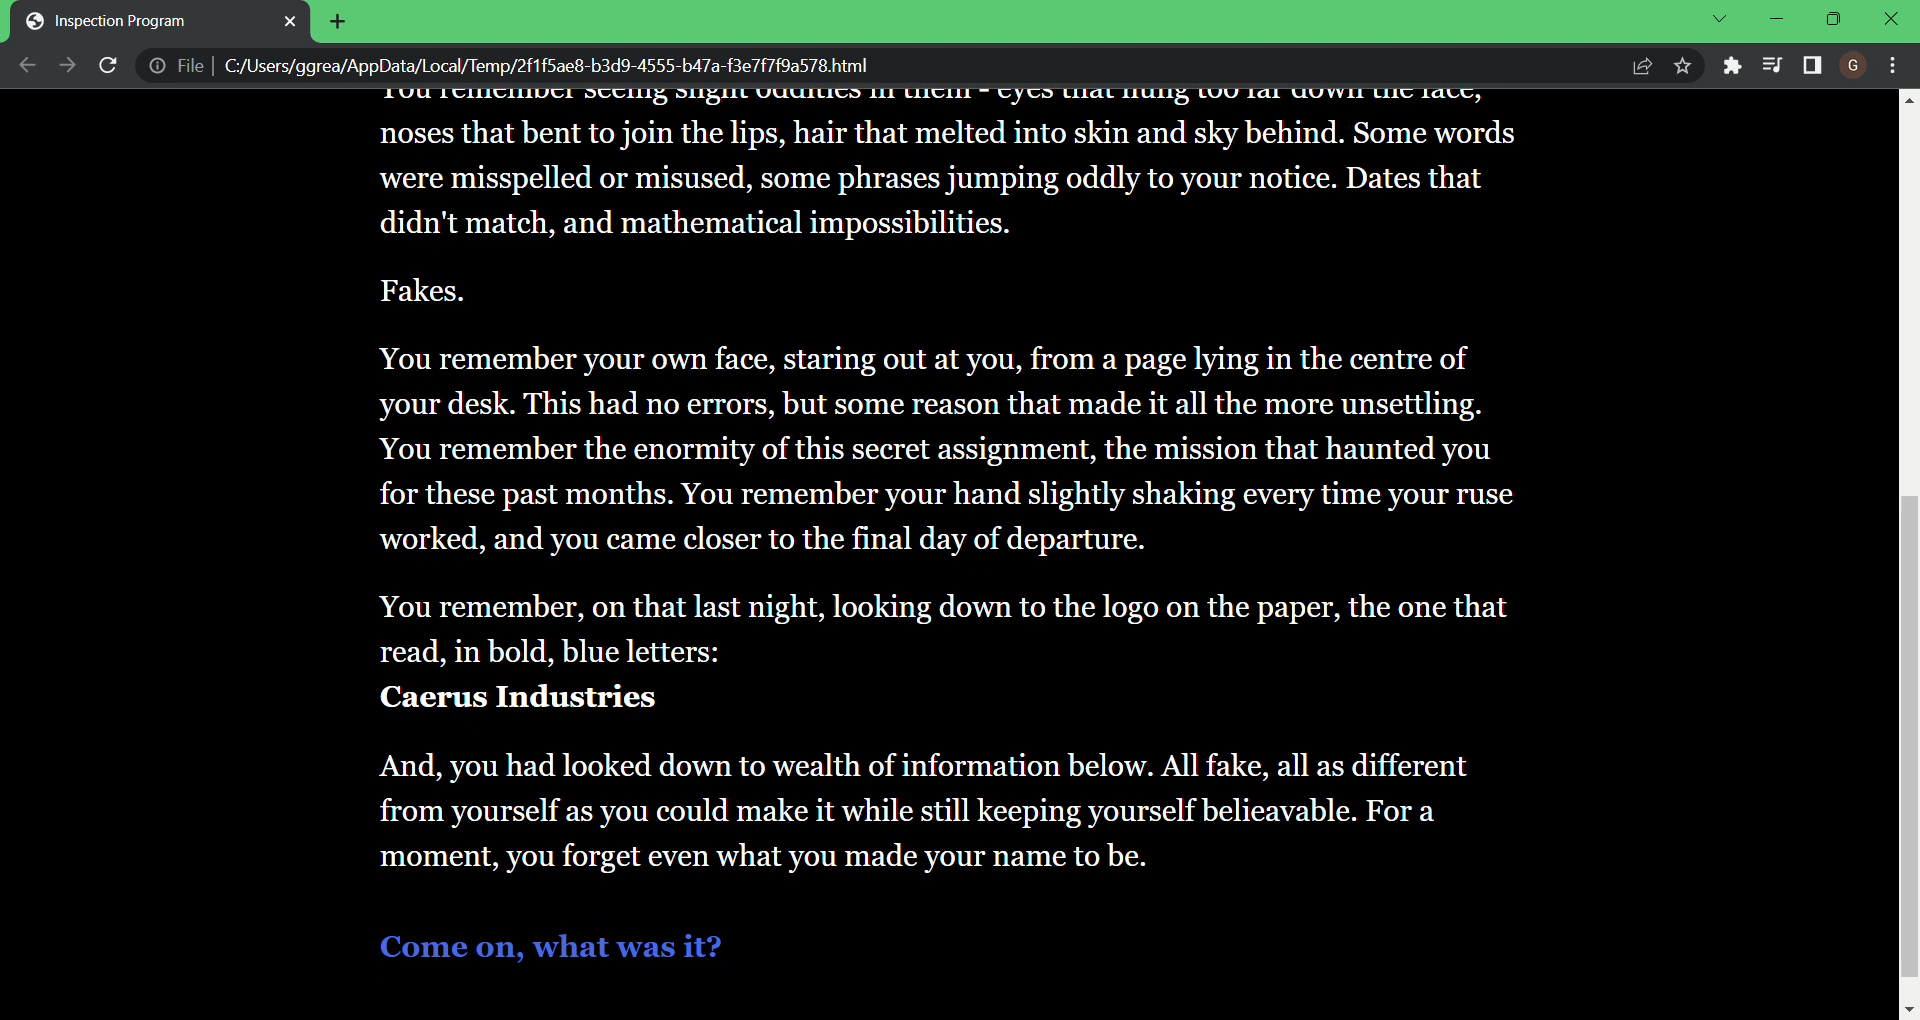 Inspection Program
File
C:/Users/ggrea/AppData/Local/Temp/2f1f5ae8-b3d9-4555-b47a-f3e7f7f9a578.html
G
You remember seeing slight oddities in them - eyes that hung too far down the face,
noses that bent to join the lips, hair that melted into skin and sky behind. Some words
were misspelled or misused, some phrases jumping oddly to your notice. Dates that
didn't match, and mathematical impossibilities.
Fakes.
You remember your own face, staring out at you, from a page lying in the centre of
your desk. This had no errors, but some reason that made it all the more unsettling.
You remember the enormity of this secret assignment, the mission that haunted you
for these past months. You remember your hand slightly shaking every time your ruse
worked, and you came closer to the final day of departure.
You remember, on that last night, looking down to the logo on the paper, the one that
read, in bold, blue letters:
Caerus Industries
And, you had looked down to wealth of information below. All fake, all as different
from yourself as you could make it while still keeping yourself belieavable. For a
moment, you forget even what you made your name to be.
Come on, what was it?